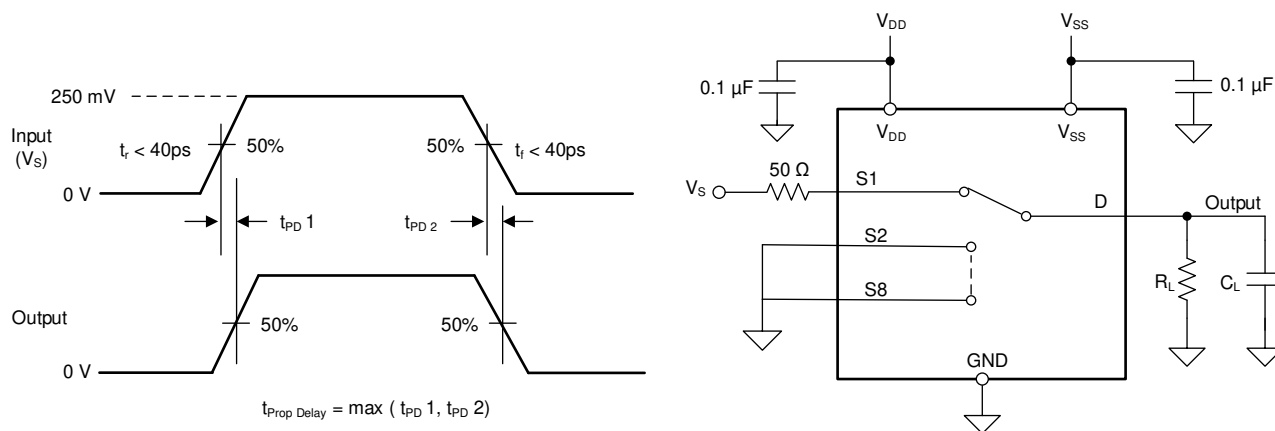 250 mV
Input
(VS)
tr < 40ps
50%
50%
tf < 40ps
0 V
tPD 1
tPD 2
Output
50%
50%
0 V
tProp Delay = max ( tPD 1, tPD 2)
VDD
VSS
0.1 µF
0.1 µF
VDD
VSS
50 Ω
VS
S1
D
Output
S2
S8
RL
CL
GND